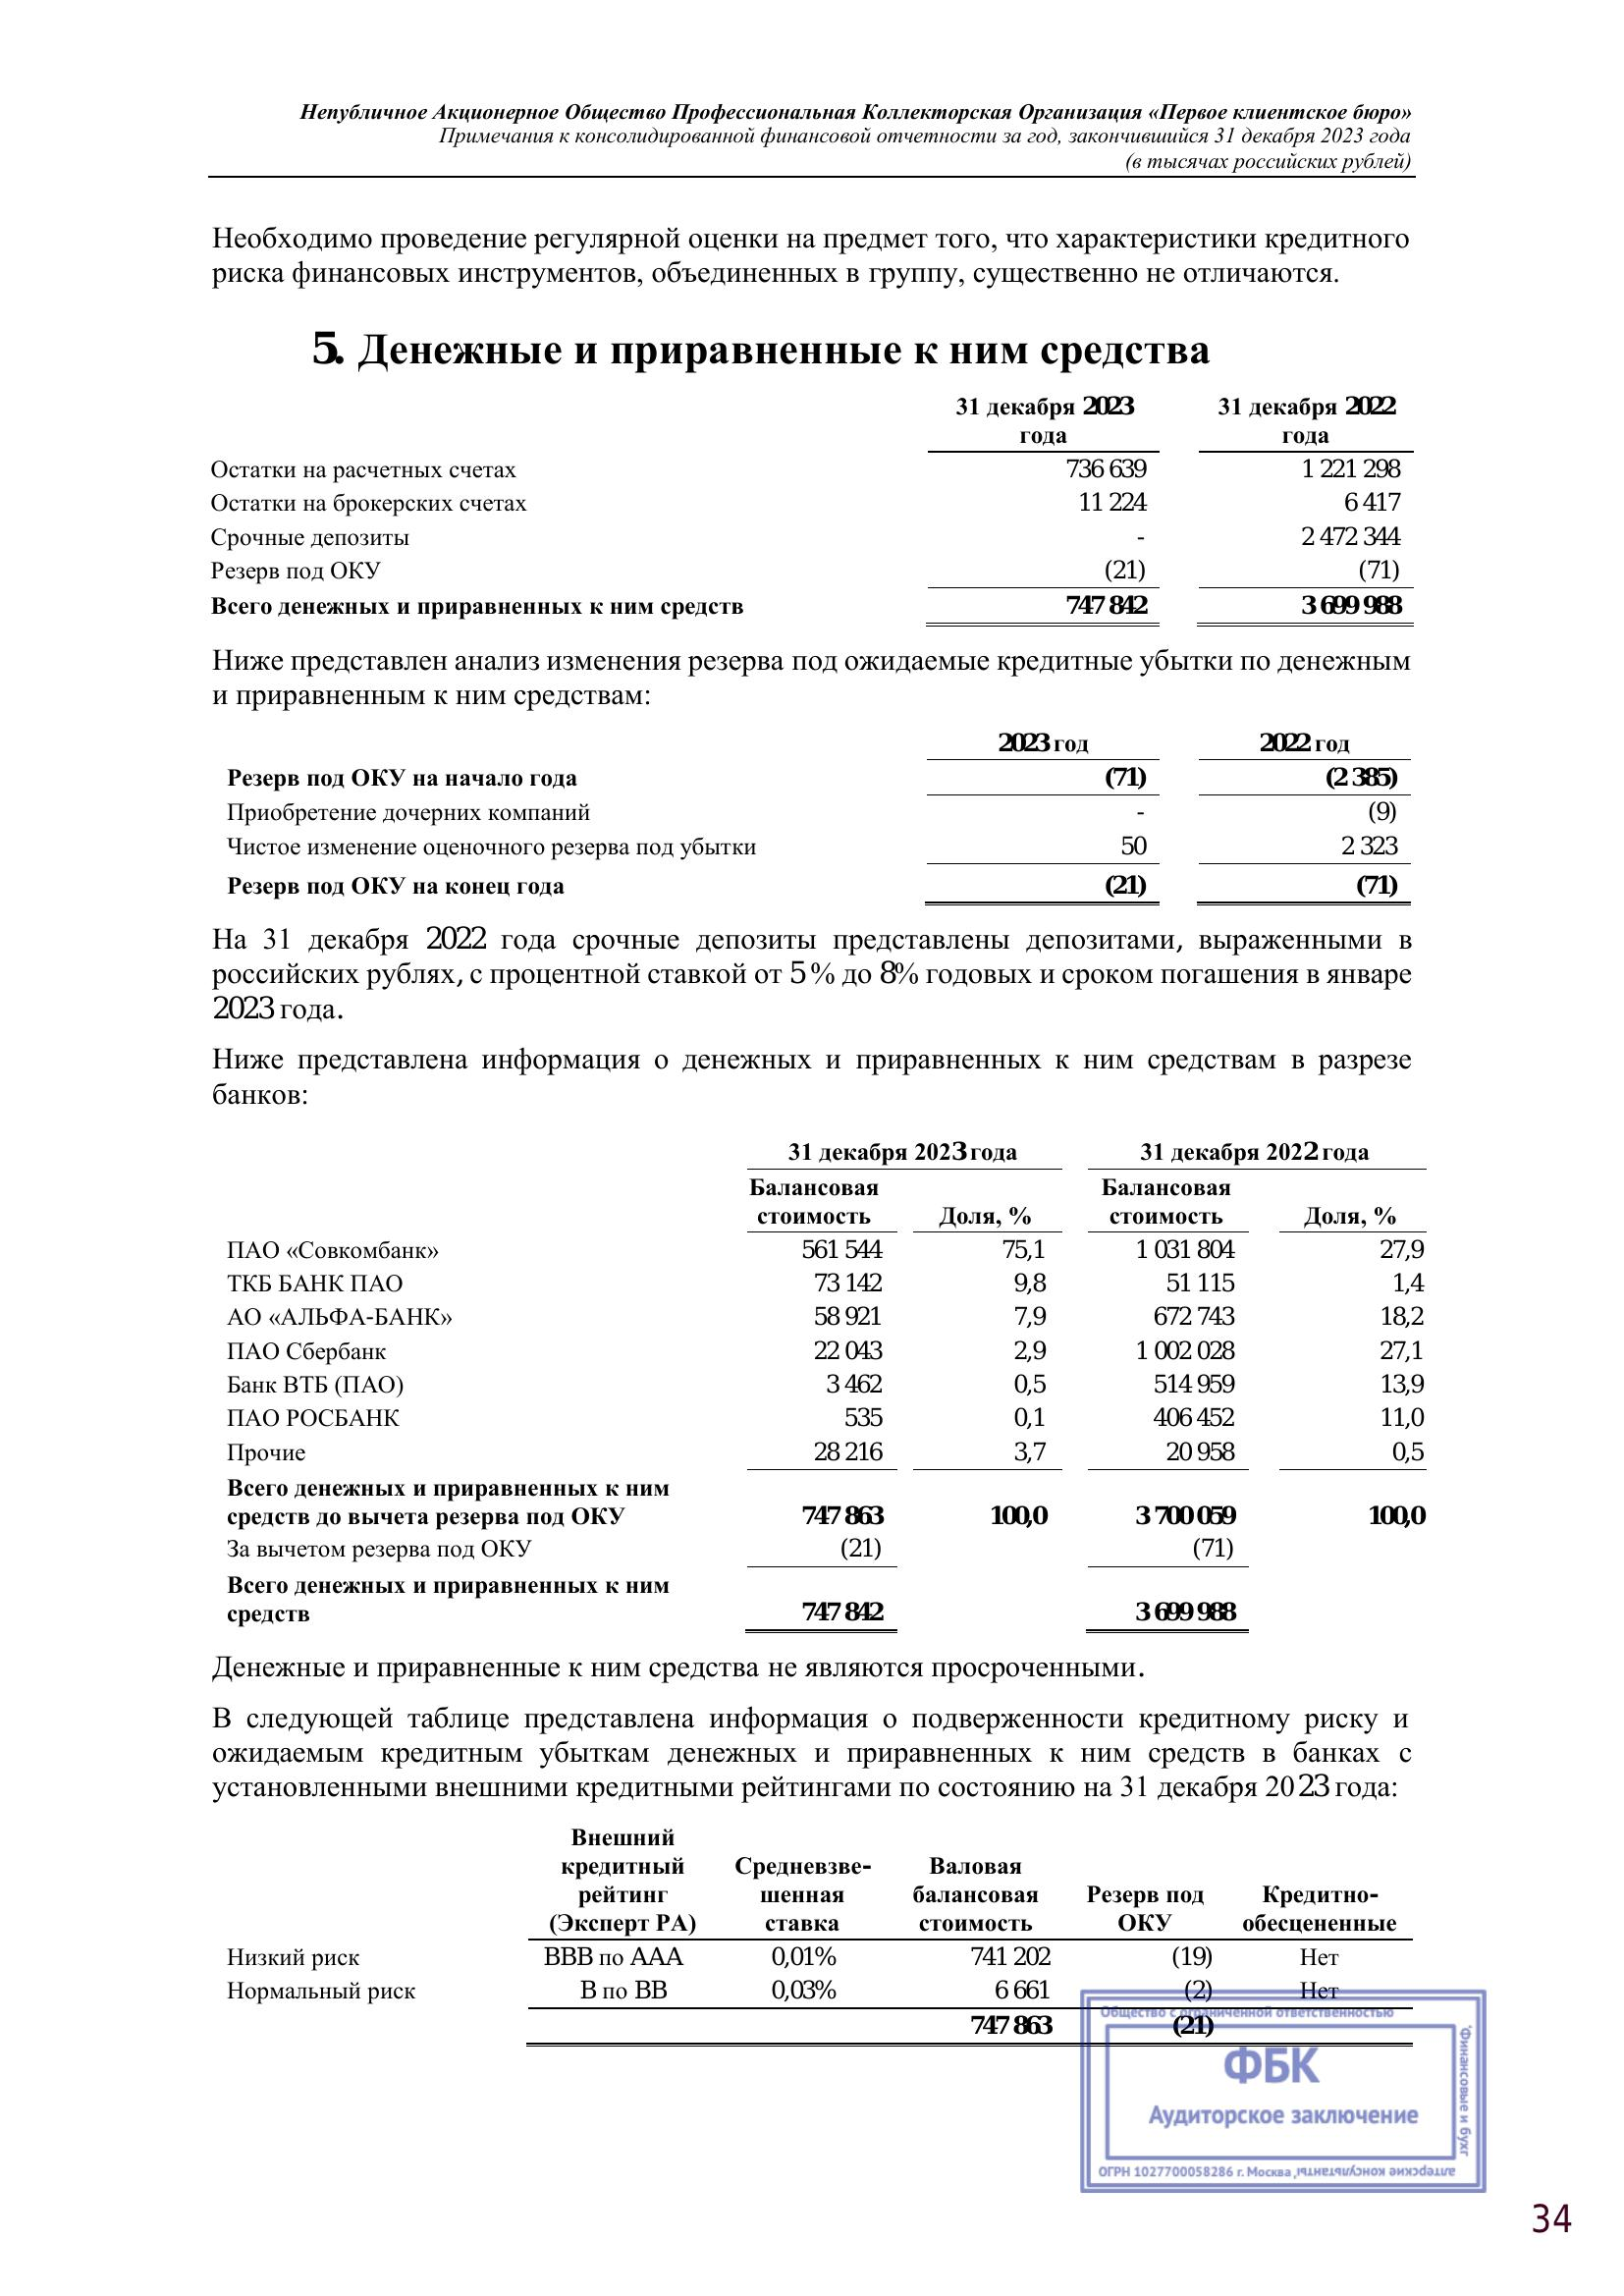 Непубличное Акционерное Общество Профессиональная Коллекторская Организация «Первое клиентское бюро»
Примечания к консолидированной финансовой отчетности за год, закончившийся 31 декабря 2023 года
(в тысячах российских рублей)
Необходимо проведение регулярной оценки на предмет того, что характеристики кредитного
риска финансовых инструментов, объединенных в группу, существенно не отличаются.
5. Денежные и приравненные к ним средства
31 декабря 2023 31 декабря 2022
года года
Остатки на расчетных счетах 736 639 1 221 298
Остатки на брокерских счетах 11 224 6 417
Срочные депозиты - 2 472 344
Резерв под ОКУ (21) (71)
Всего денежных и приравненных к ним средств 747 842 3 699 988
Ниже представлен анализ изменения резерва под ожидаемые кредитные убытки по денежным
и приравненным к ним средствам:
2023 год 2022 год
Резерв под ОКУ на начало года (71) (2 385)
Приобретение дочерних компаний - (9)
Чистое изменение оценочного резерва под убытки 50 2 323
Резерв под ОКУ на конец года (21) (71)
На 31 декабря 2022 года срочные депозиты представлены депозитами, выраженными в
российских рублях, с процентной ставкой от 5 % до 8% годовых и сроком погашения в январе
2023 года.
Ниже представлена информация о денежных и приравненных к ним средствам в разрезе
банков:
31 декабря 2023 года 31 декабря 2022 года
Балансовая Балансовая
стоимость Доля, % стоимость Доля, %
ПАО «Совкомбанк» 561 544 75,1 1 031 804 27,9
ТКБ БАНК ПАО 73 142 9,8 51 115 1,4
АО «АЛЬФА-БАНК» 58 921 7,9 672 743 18,2
ПАО Сбербанк 22 043 2,9 1 002 028 27,1
Банк ВТБ (ПАО) 3 462 0,5 514 959 13,9
ПАО РОСБАНК 535 0,1 406 452 11,0
Прочие 28 216 3,7 20 958 0,5
Всего денежных и приравненных к ним
средств до вычета резерва под ОКУ 747 863 100,0 3 700 059 100,0
За вычетом резерва под ОКУ (21) (71)
Всего денежных и приравненных к ним
средств 747 842 3 699 988
Денежные и приравненные к ним средства не являются просроченными.
В следующей таблице представлена информация о подверженности кредитному риску и
ожидаемым кредитным убыткам денежных и приравненных к ним средств в банках с
установленными внешними кредитными рейтингами по состоянию на 31 декабря 2023 года:
Внешний
кредитный Средневзве- Валовая
рейтинг шенная балансовая Резерв под Кредитно-
(Эксперт РА) ставка стоимость ОКУ обесцененные
Низкий риск BBB по AAA 0,01% 741 202 (19) Нет
Нормальный риск B по BB 0,03% 6 661 (2) Нет
747 863 (21)
Общество с ограниченной ответственностью
"Финансовые и бухг
ФБК
Аудиторское заключение
алтерские консультанты"
ОГРН 1027700058286 г. Москва
34